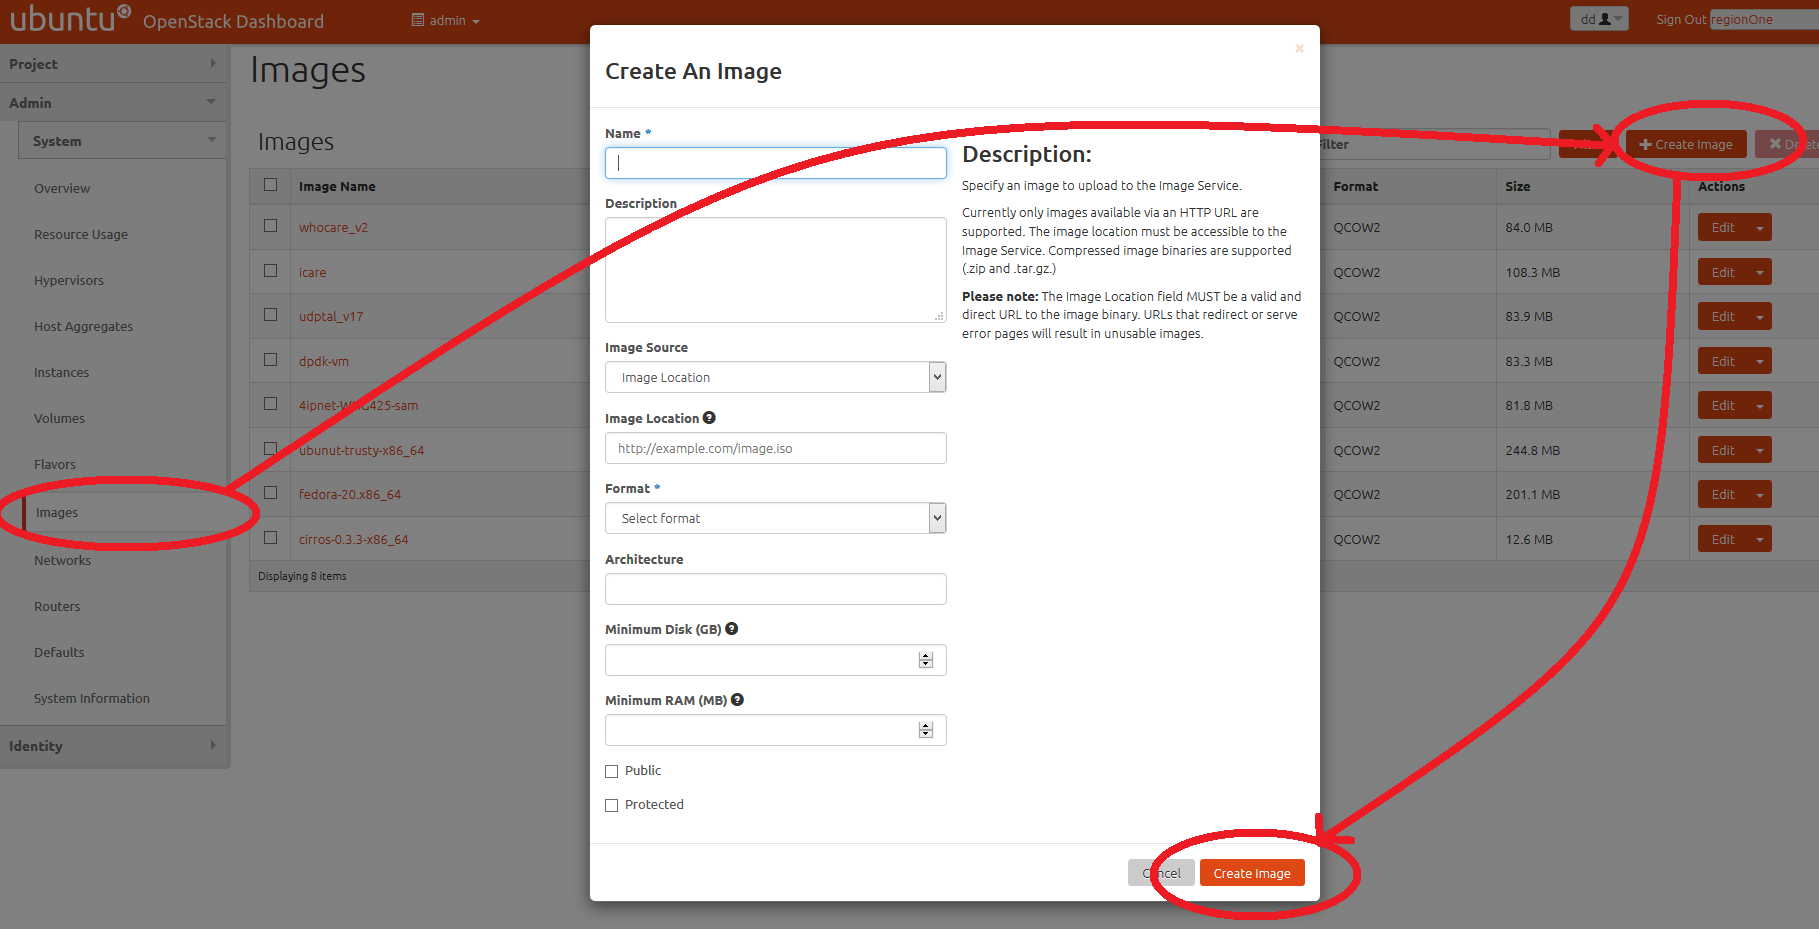 ubuntu OpenStack Dashboard
admin
dd
Sign Out
regionOne
Project
Admin
System
Overview
Resource Usage
Hypervisors
Host Aggregates
Instances
Volumes
Flavors
Images
Networks
Routers
Defaults
System Information
Identity
Images
Images
Filter
Create Image
Image Name
Format
Size
Actions
whocare_v2
QCOW2
84.0 MB
Edit
icare
QCOW2
108.3 MB
Edit
udptal_v17
QCOW2
83.9 MB
Edit
dpdk-vm
QCOW2
83.3 MB
Edit
4ipnet-WHG425-sam
QCOW2
81.8 MB
Edit
ubunut-trusty-x86_64
QCOW2
244.8 MB
Edit
fedora-20.x86_64
QCOW2
201.1 MB
Edit
cirros-0.3.3-x86_64
QCOW2
12.6 MB
Edit
Displaying 8 items
Create An Image
Name *
Description
Image Source
Image Location
Image Location
http://example.com/image.iso
Format *
Select format
Architecture
Minimum Disk (GB)
Minimum RAM (MB)
Public
Protected
Description:
Specify an image to upload to the Image Service.
Currently only images available via an HTTP URL are
supported. The image location must be accessible to the
Image Service. Compressed image binaries are supported
(.zip and .tar.gz.)
Please note: The Image Location field MUST be a valid and
direct URL to the image binary. URLs that redirect or serve
error pages will result in unusable images.
Cancel
Create Image